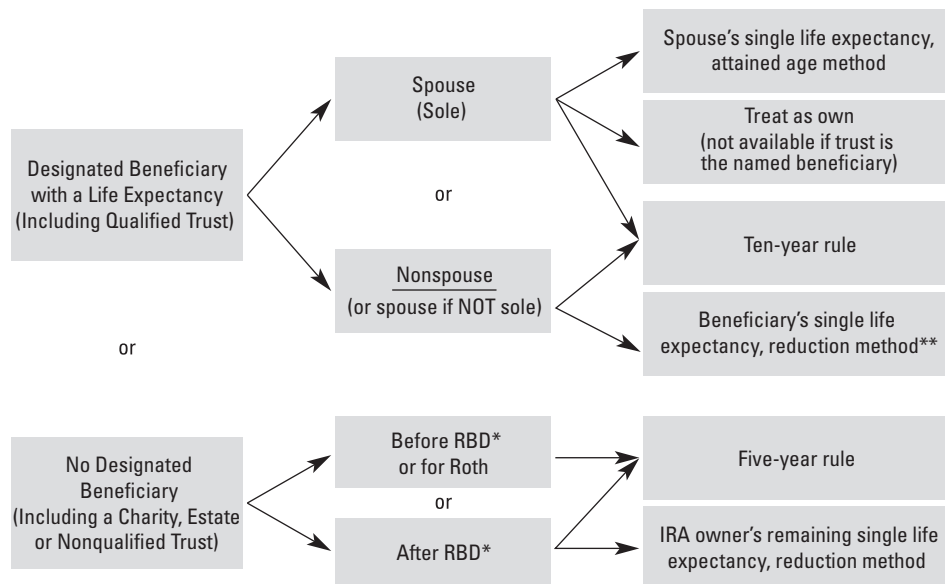 Designated Beneficiary
with a Life Expectancy
(Including Qualified Trust)
or
No Designated
Beneficiary
(Including a Charity, Estate
or Nonqualified Trust)
Spouse
(Sole)
or
Nonspouse
(or spouse if NOT sole)
Before RBD*
or for Roth
or
After RBD*
Spouse's single life expectancy,
attained age method
Treat as own
(not available if trust is
the named beneficiary)
Ten-year rule
Beneficiary's single life
expectancy, reduction method**
Five-year rule
IRA owner's remaining single life
expectancy, reduction method